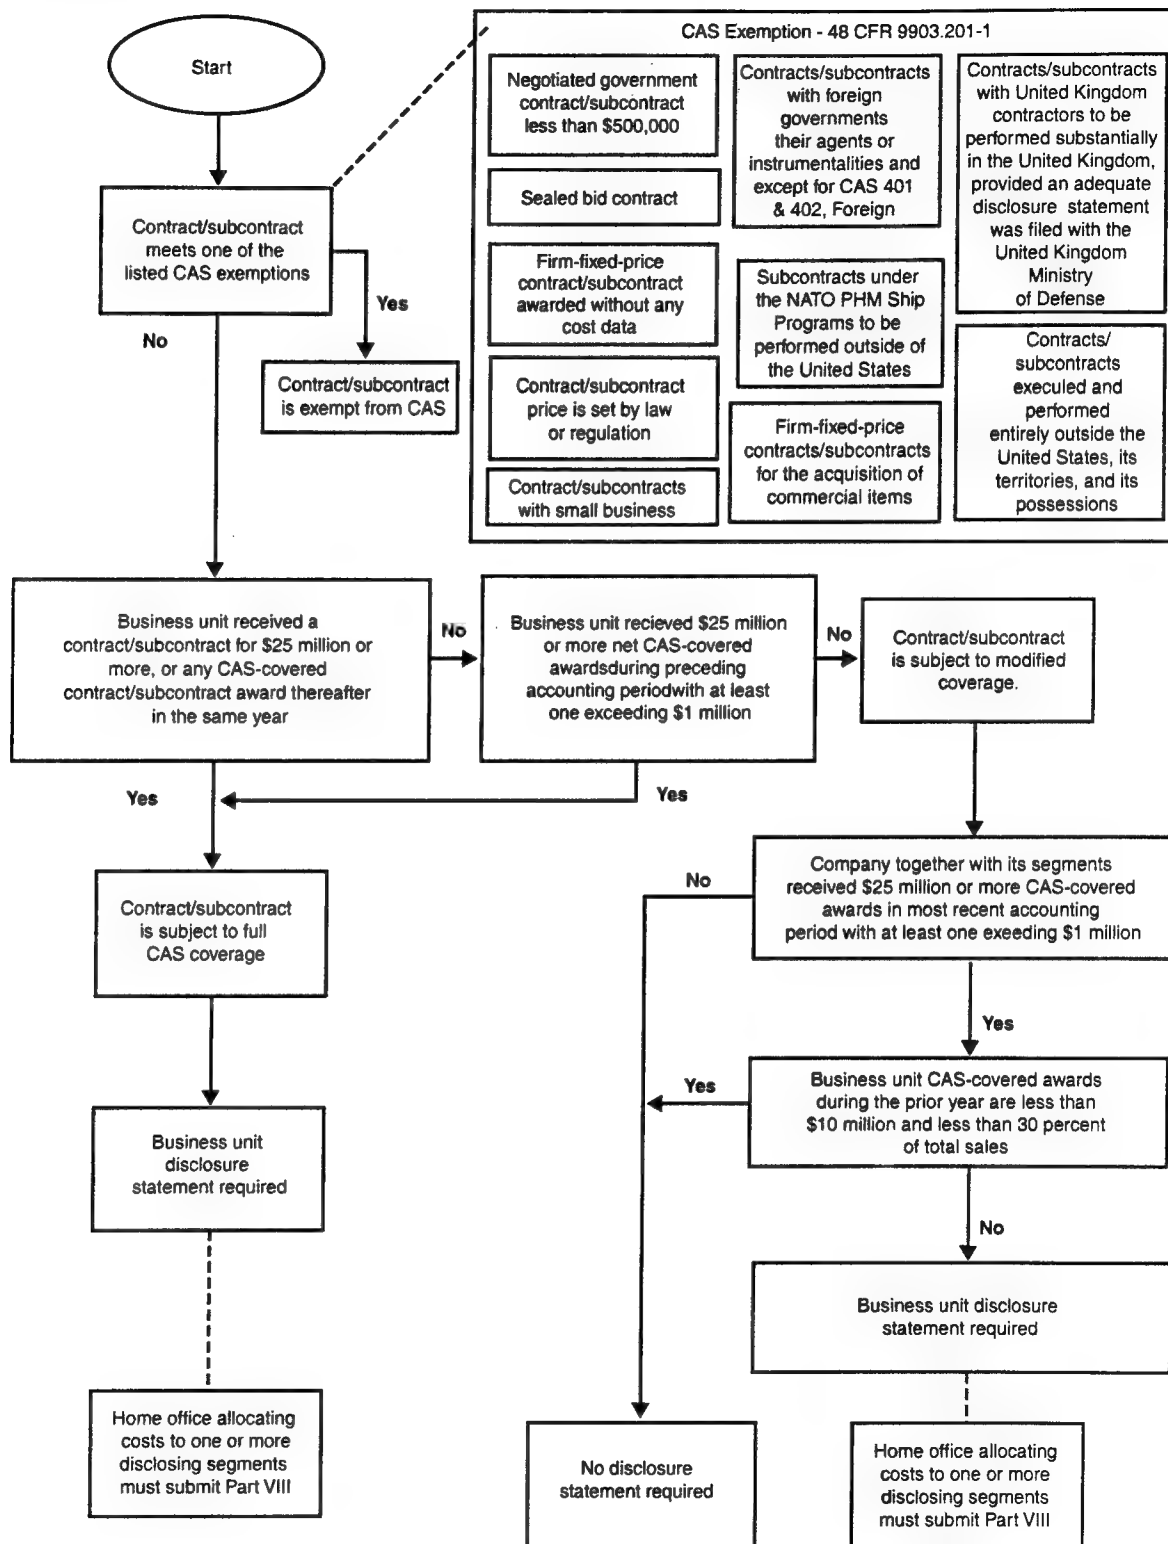 Start
CAS Exemption - 48 CFR 9903.201-1
Negotiated government
contract/subcontract
less than $500,000
Sealed bid contract
Firm-fixed-price
contract/subcontract
awarded without any
cost data
Contract/subcontract
price is set by law
or regulation
Contract/subcontracts
with small business
Contracts/subcontracts
with foreign
governments
their agents or
instrumentalities and
except for CAS 401
& 402, Foreign
Subcontracts under
the NATO PHM Ship
Programs to be
performed outside of
the United States
Firm-fixed-price
contracts/subcontracts
for the acquisition of
commercial items
Contracts/subcontracts
with United Kingdom
contractors to be
performed substantially
in the United Kingdom,
provided an adequate
disclosure statement
was filed with the
United Kingdom
Ministry
of Defense
Contracts/
subcontracts
executed and
performed
entirely outside the
United States, its
territories, and its
possessions
Contract/subcontract
meets one of the
listed CAS exemptions
Yes
No
Contract/subcontract
is exempt from CAS
Business unit received a
contract/subcontract for $25 million or
more, or any CAS-covered
contract/subcontract award thereafter
in the same year
No
Business unit recieved $25 million
or more net CAS-covered
awardsduring preceding
accounting periodwith at least
one exceeding $1 million
No
Contract/subcontract
is subject to modified
coverage.
Yes
Yes
Contract/subcontract
is subject to full
CAS coverage
No
Company together with its segments
received $25 million or more CAS-covered
awards in most recent accounting
period with at least one exeeding $1 million
Yes
Yes
Business unit CAS-covered awards
during the prior year are less than
$10 million and less than 30 percent
of total sales
Business unit
disclosure
statement required
No
Business unit disclosure
statement required
Home office allocating
costs to one or more
disclosing segments
must submit Part VIII
No disclosure
statement required
Home office allocating
costs to one or more
disclosing segments
must submit Part VIII